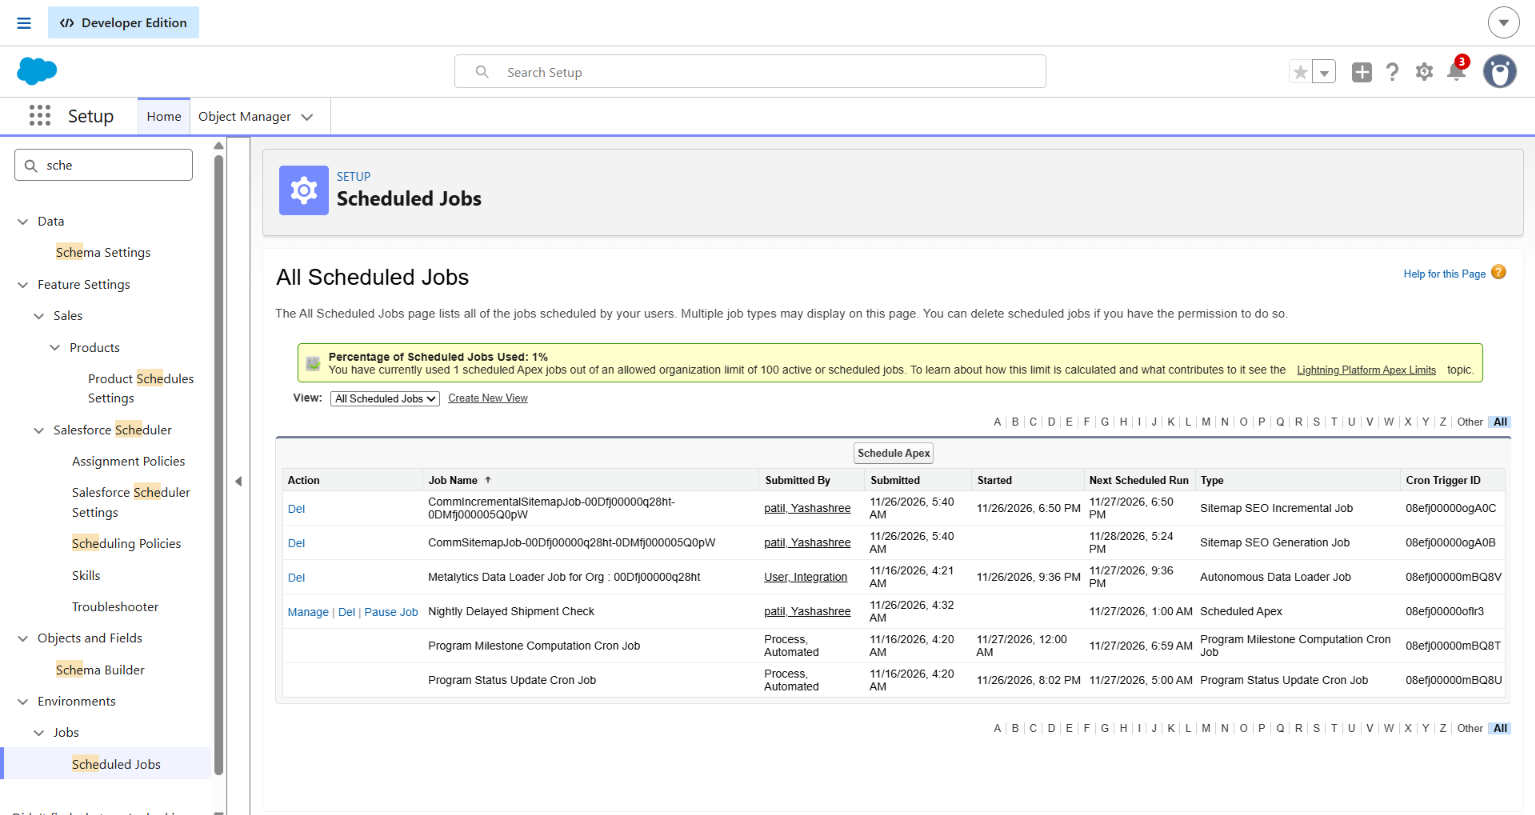 Developer Edition
Search Setup
3
Setup
Home
Object Manager
sche
Data
Schema Settings
Feature Settings
Sales
Products
Product Schedules
Settings
Salesforce Scheduler
Assignment Policies
Salesforce Scheduler
Settings
Scheduling Policies
Skills
Troubleshooter
Objects and Fields
Schema Builder
Environments
Jobs
Scheduled Jobs
SETUP
Scheduled Jobs
All Scheduled Jobs
Help for this Page ?
The All Scheduled Jobs page lists all of the jobs scheduled by your users. Multiple job types may display on this page. You can delete scheduled jobs if you have the permission to do so.
Percentage of Scheduled Jobs Used: 1%
You have currently used 1 scheduled Apex jobs out of an allowed organization limit of 100 active or scheduled jobs. To learn about how this limit is calculated and what contributes to it see the Lightning Platform Apex Limits topic.
View: All Scheduled Jobs Create New View
A | B | C | D | E | F | G | H | I | J | K | L | M | N | O | P | Q | R | S | T | U | V | W | X | Y | Z | Other | All
Schedule Apex
Action Job Name ↑ Submitted By Submitted Started Next Scheduled Run Type Cron Trigger ID
Del CommIncrementalSitemapJob-00Dfj00000q28ht-0DMfj000005Q0pW patil, Yashashree 11/26/2026, 5:40 AM 11/26/2026, 6:50 PM 11/27/2026, 6:50 PM Sitemap SEO Incremental Job 08efj00000ogA0C
Del CommSitemapJob-00Dfj00000q28ht-0DMfj000005Q0pW patil, Yashashree 11/26/2026, 5:40 AM 11/28/2026, 5:24 PM Sitemap SEO Generation Job 08efj00000ogA0B
Del Metalytics Data Loader Job for Org : 00Dfj00000q28ht User, Integration 11/16/2026, 4:21 AM 11/26/2026, 9:36 PM 11/27/2026, 9:36 PM Autonomous Data Loader Job 08efj00000mBQ8V
Manage | Del | Pause Job Nightly Delayed Shipment Check patil, Yashashree 11/26/2026, 4:32 AM 11/27/2026, 1:00 AM Scheduled Apex 08efj00000oflr3
Program Milestone Computation Cron Job Process, Automated 11/16/2026, 4:20 AM 11/27/2026, 12:00 AM 11/27/2026, 6:59 AM Program Milestone Computation Cron Job 08efj00000mBQ8T
Program Status Update Cron Job Process, Automated 11/16/2026, 4:20 AM 11/26/2026, 8:02 PM 11/27/2026, 5:00 AM Program Status Update Cron Job 08efj00000mBQ8U
A | B | C | D | E | F | G | H | I | J | K | L | M | N | O | P | Q | R | S | T | U | V | W | X | Y | Z | Other | All